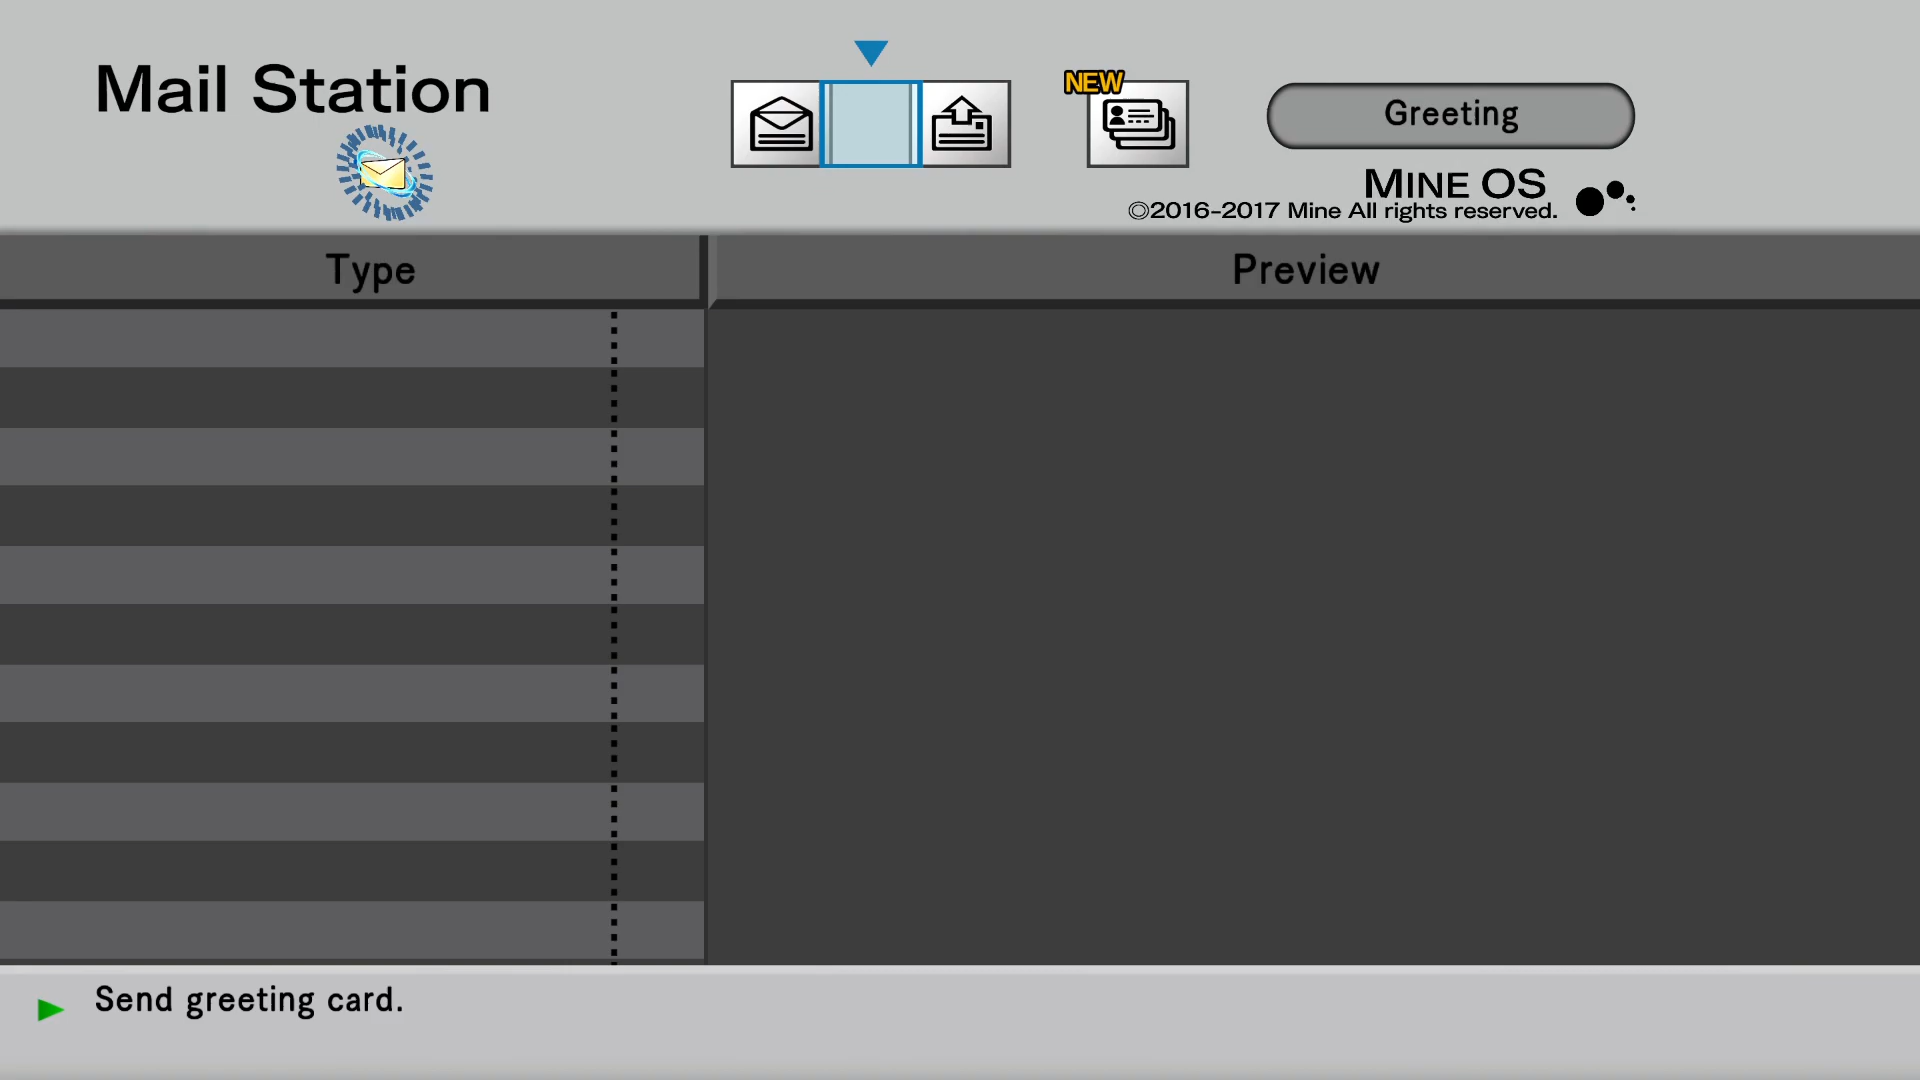 Mail Station
NEW
Greeting
MINE OS
©2016-2017 Mine All rights reserved.
Type
Preview
Send greeting card.